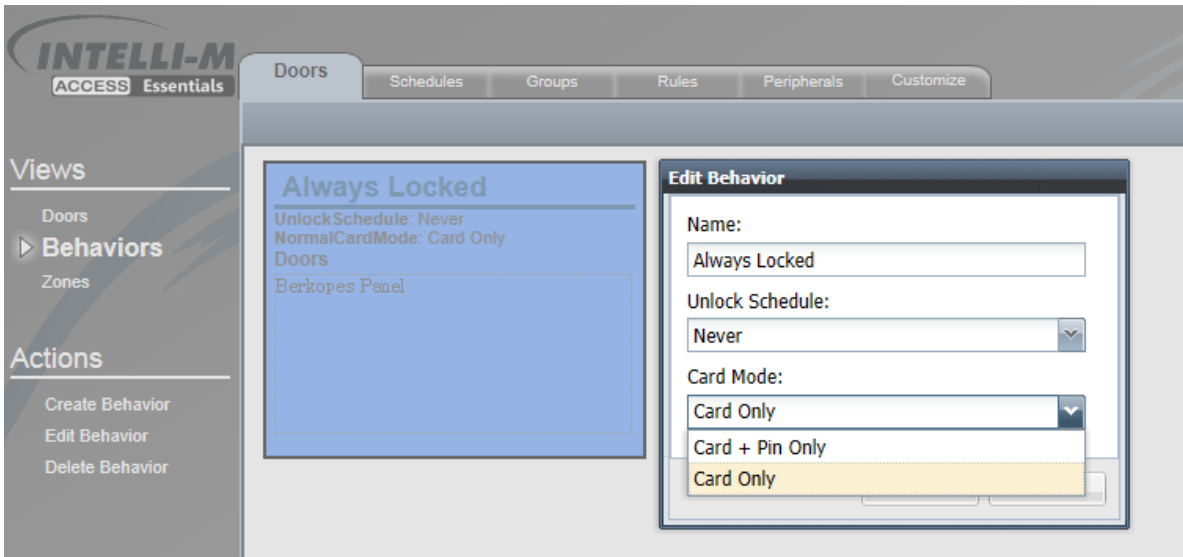 INTELLI-M
ACCESS Essentials
Doors
Schedules
Groups
Rules
Peripherals
Customize
Views
Doors
Behaviors
Zones
Actions
Create Behavior
Edit Behavior
Delete Behavior
Always Locked
UnlockSchedule: Never
NormalCardMode: Card Only
Doors
Berkopes Panel
Edit Behavior
Name:
Always Locked
Unlock Schedule:
Never
Card Mode:
Card Only
Card + Pin Only
Card Only